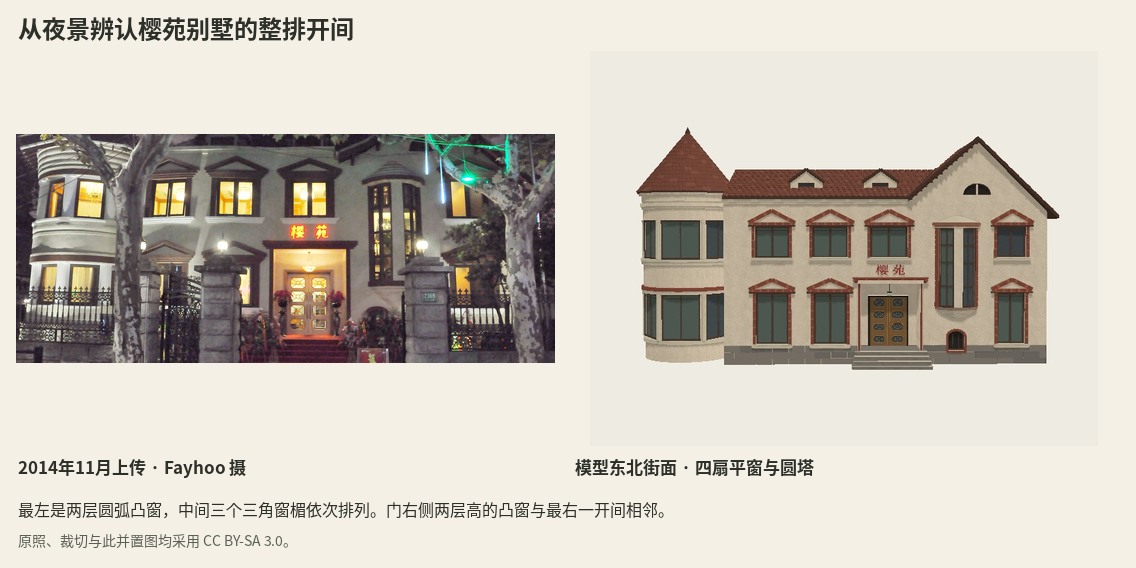 从夜景辨认樱苑别墅的整排开间
樱 苑
樱 苑
2014年11月上传 · Fayhoo 摄
模型东北街面 · 四扇平窗与圆塔
最左是两层圆弧凸窗，中间三个三角窗楣依次排列。门右侧两层高的凸窗与最右一开间相邻。
原照、裁切与此并置图均采用 CC BY-SA 3.0。